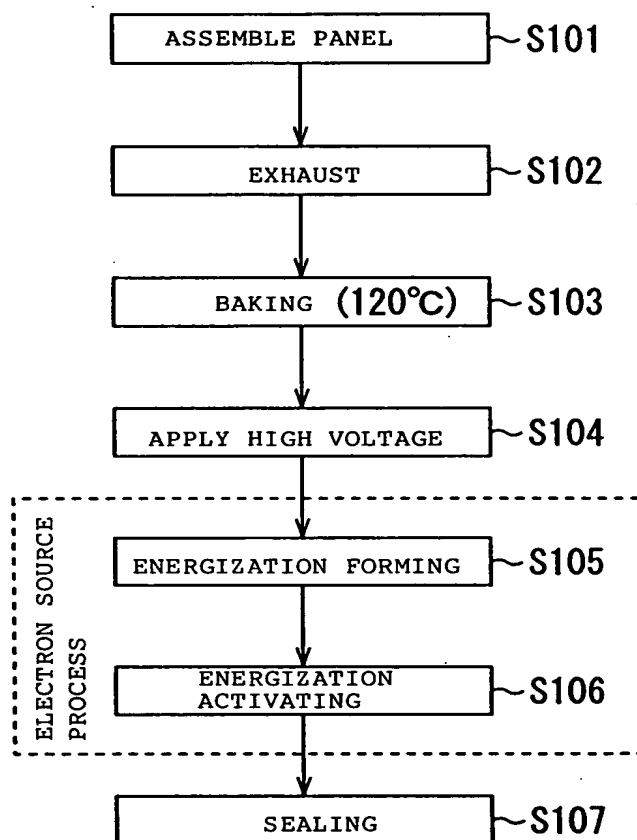 ASSEMBLE PANEL S101
EXHAUST S102
BAKING (120°C) S103
APPLY HIGH VOLTAGE S104
ELECTRON SOURCE
PROCESS
ENERGIZATION FORMING S105
ENERGIZATION
ACTIVATING S106
SEALING S107